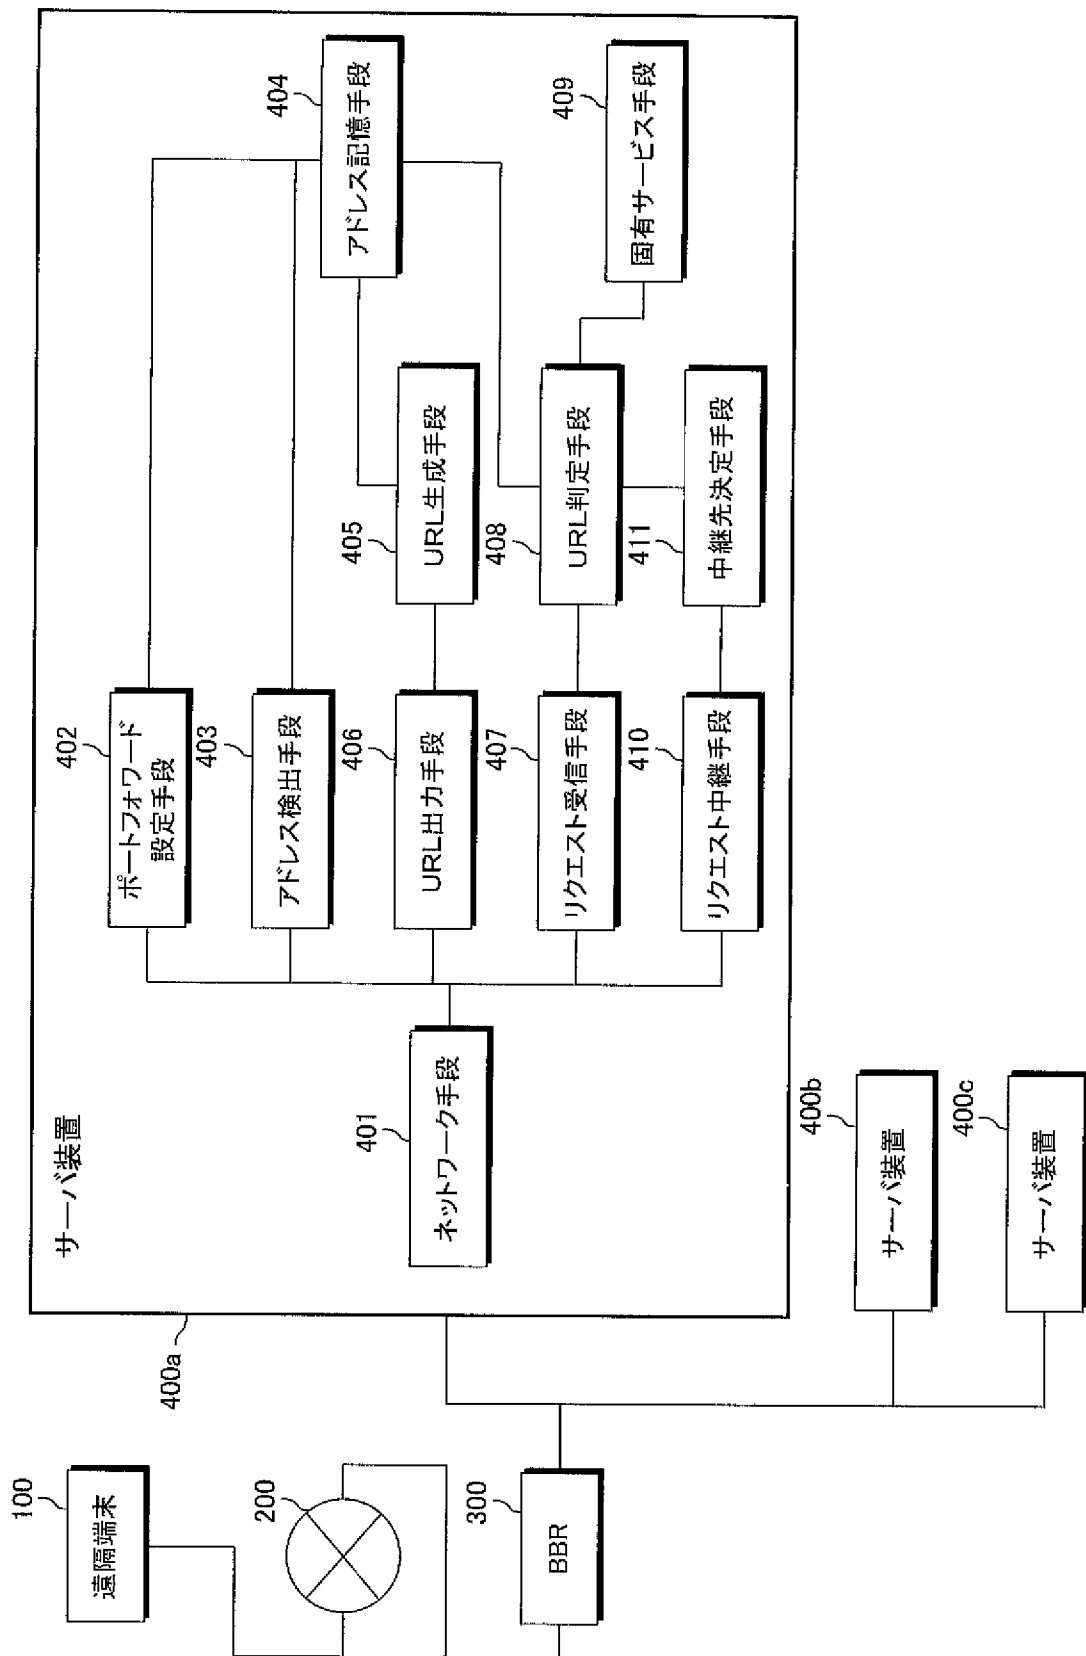 100
遠隔端末
200
300
BBR
400a
サーバ装置
401
ネットワーク手段
402
ポートフォワード
設定手段
403
アドレス検出手段
404
アドレス記憶手段
405
URL生成手段
406
URL出力手段
407
リクエスト受信手段
408
URL判定手段
409
固有サービス手段
410
リクエスト中継手段
411
中継先決定手段
400b
サーバ装置
400c
サーバ装置